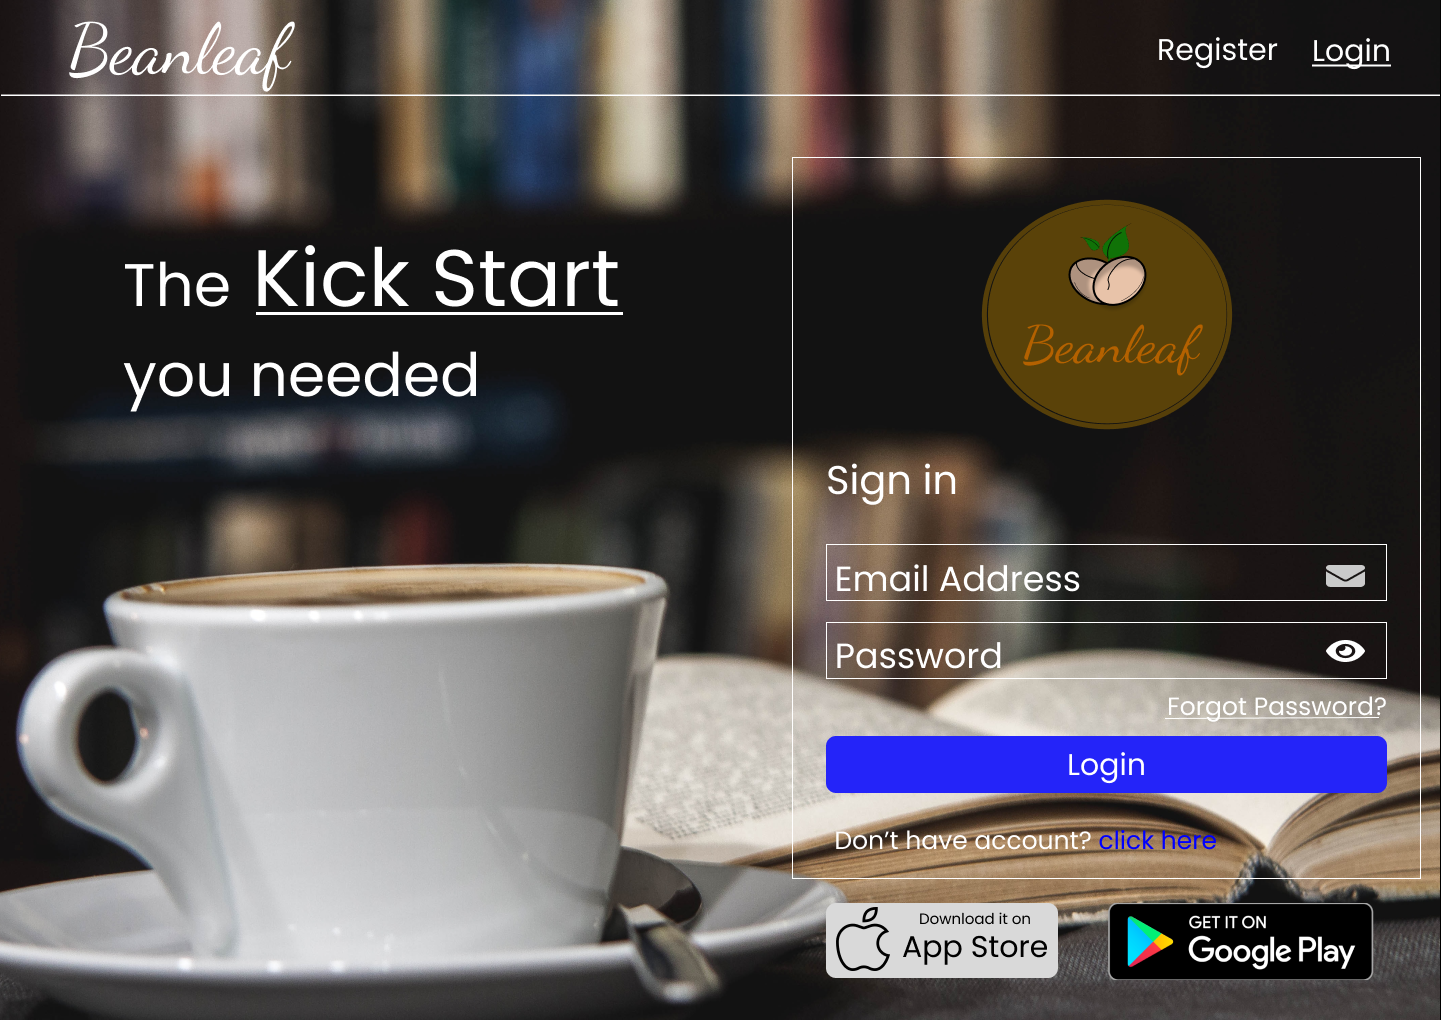 Beanleaf
Register Login
The Kick Start
you needed
Beanleaf
Sign in
Email Address
Password
Forgot Password?
Login
Don’t have account? click here
Download it on
App Store
GET IT ON
Google Play